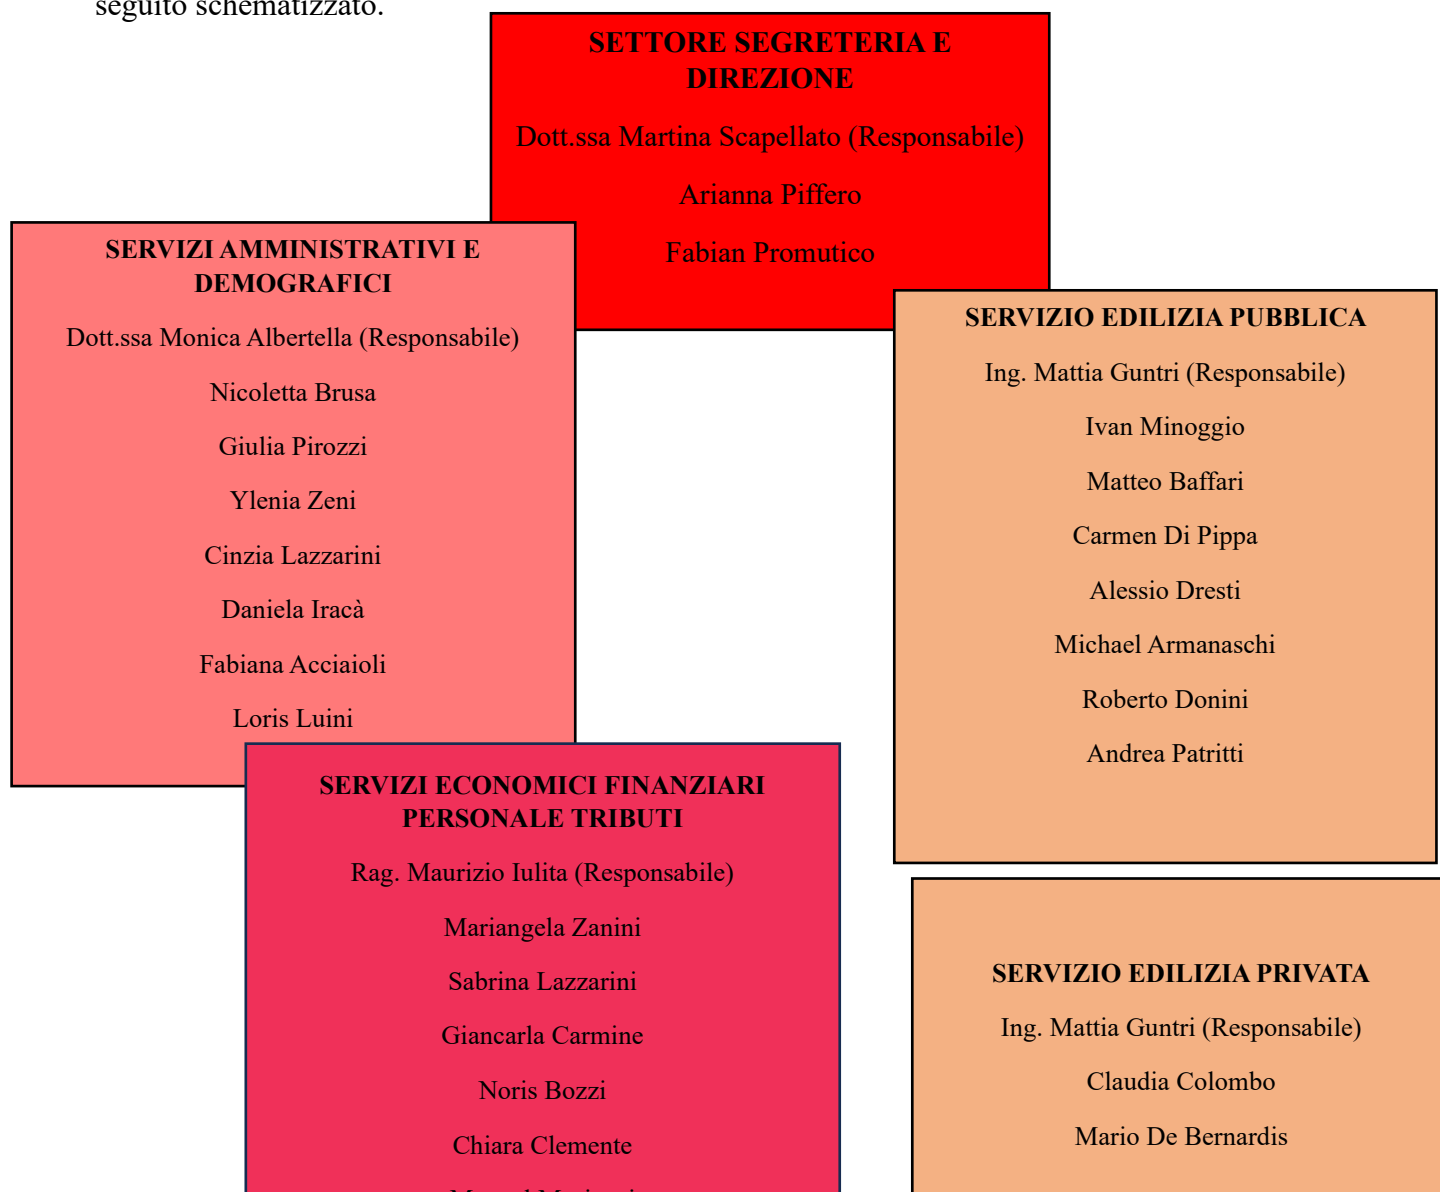 seguito schematizzato.
SETTORE SEGRETERIA E
DIREZIONE
Dott.ssa Martina Scapellato (Responsabile)
Arianna Piffero
Fabian Promutico
SERVIZI AMMINISTRATIVI E
DEMOGRAFICI
Dott.ssa Monica Albertella (Responsabile)
Nicoletta Brusa
Giulia Pirozzi
Ylenia Zeni
Cinzia Lazzarini
Daniela Iracà
Fabiana Acciaioli
Loris Luini
SERVIZIO EDILIZIA PUBBLICA
Ing. Mattia Guntri (Responsabile)
Ivan Minoggio
Matteo Baffari
Carmen Di Pippa
Alessio Dresti
Michael Armanaschi
Roberto Donini
Andrea Patritti
SERVIZI ECONOMICI FINANZIARI
PERSONALE TRIBUTI
Rag. Maurizio Iulita (Responsabile)
Mariangela Zanini
Sabrina Lazzarini
Giancarla Carmine
Noris Bozzi
Chiara Clemente
SERVIZIO EDILIZIA PRIVATA
Ing. Mattia Guntri (Responsabile)
Claudia Colombo
Mario De Bernardis